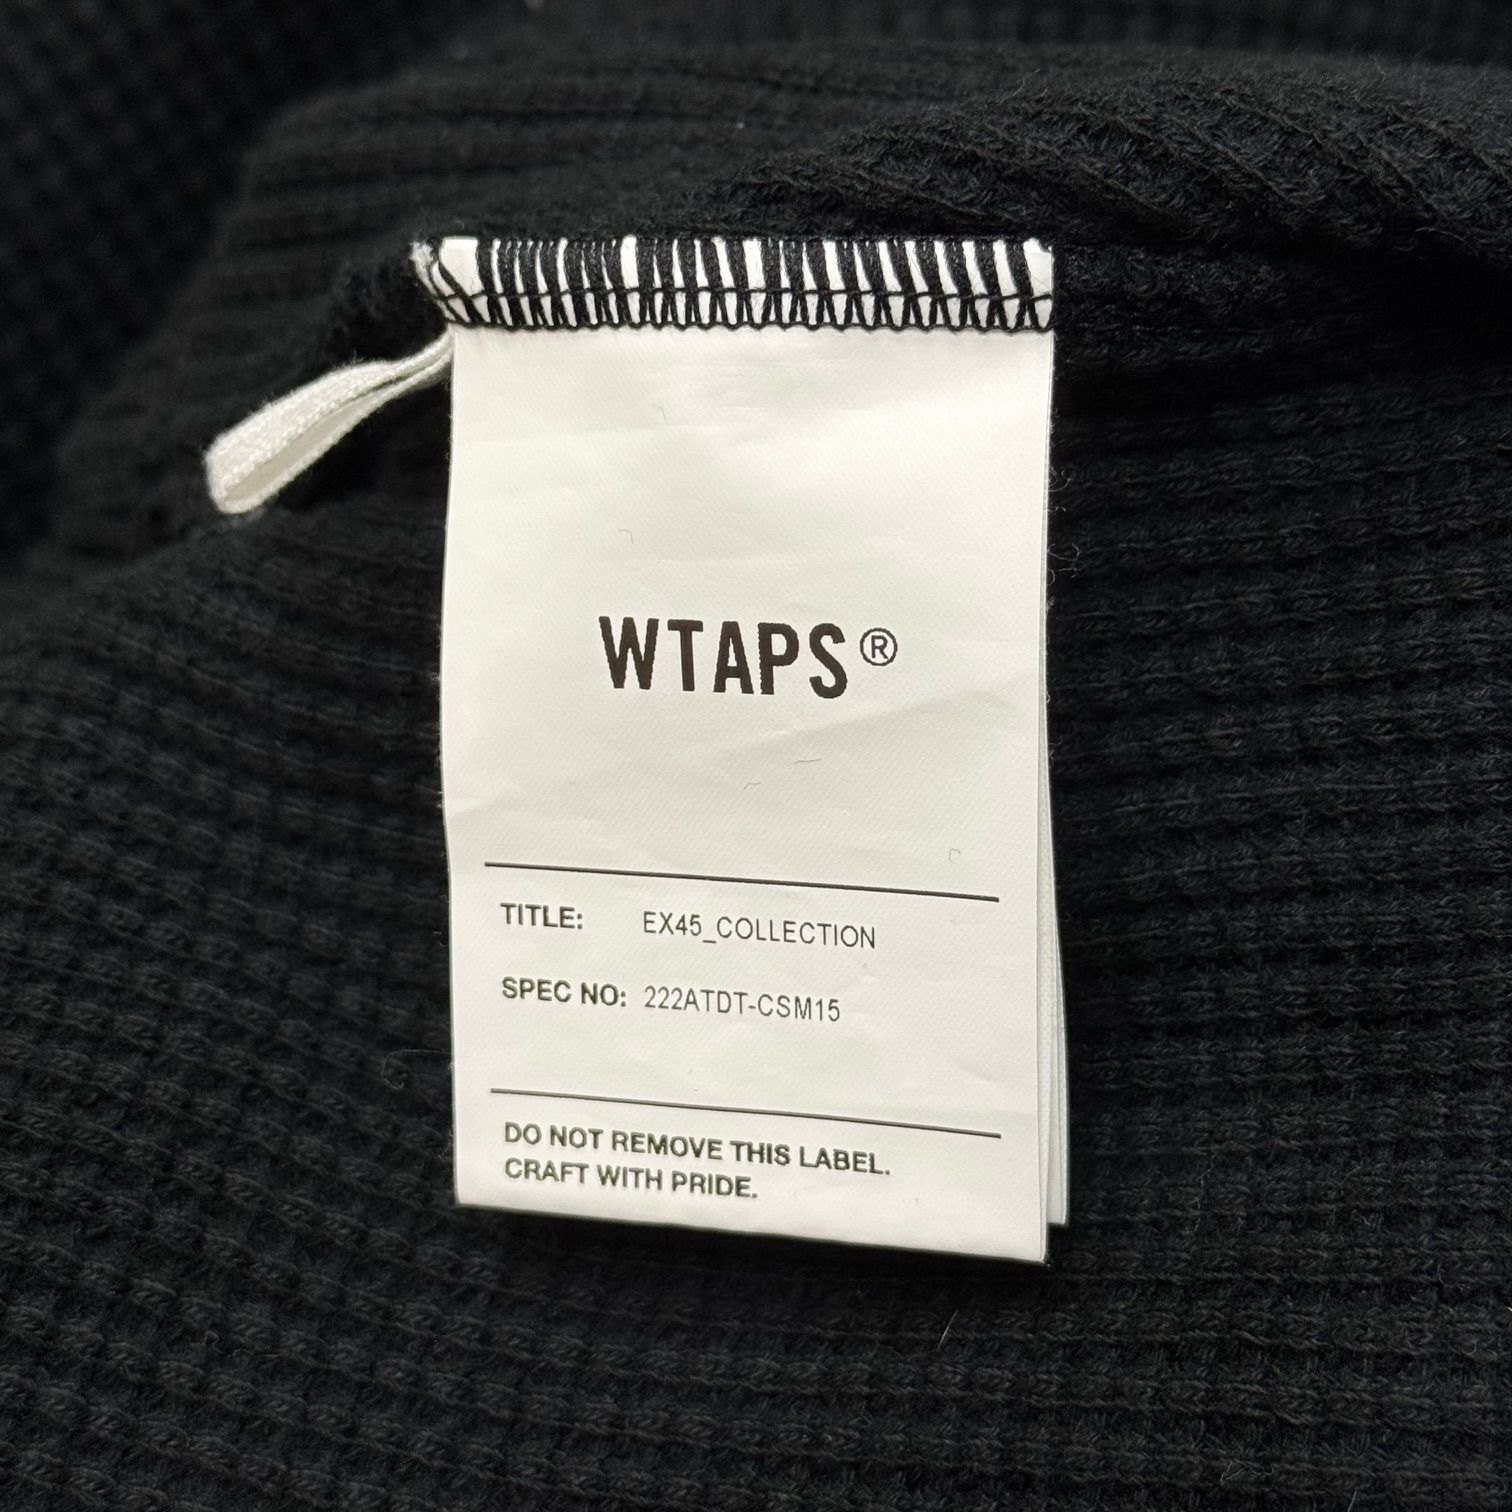 WTAPS®
TITLE: EX45_COLLECTION
SPEC NO: 222ATDT-CSM15
DO NOT REMOVE THIS LABEL.
CRAFT WITH PRIDE.